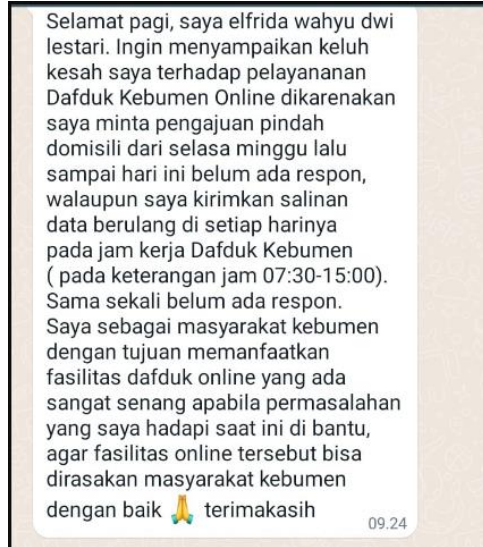 Selamat pagi, saya elfrida wahyu dwi
lestari. Ingin menyampaikan keluh
kesah saya terhadap pelayananan
Dafduk Kebumen Online dikarenakan
saya minta pengajuan pindah
domisili dari selasa minggu lalu
sampai hari ini belum ada respon,
walaupun saya kirimkan salinan
data berulang di setiap harinya
pada jam kerja Dafduk Kebumen
( pada keterangan jam 07:30-15:00).
Sama sekali belum ada respon.
Saya sebagai masyarakat kebumen
dengan tujuan memanfaatkan
fasilitas dafduk online yang ada
sangat senang apabila permasalahan
yang saya hadapi saat ini di bantu,
agar fasilitas online tersebut bisa
dirasakan masyarakat kebumen
dengan baik 🙏 terimakasih
09.24